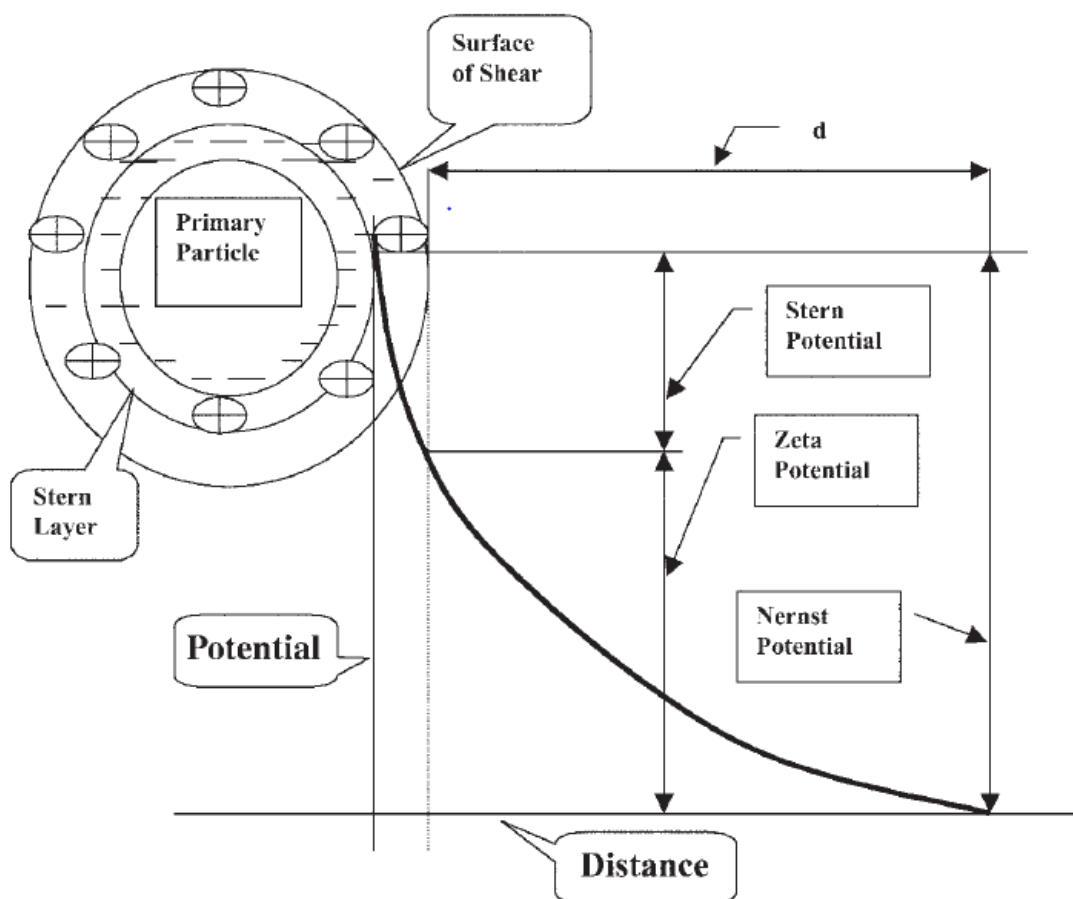 Surface
of Shear
d
Primary
Particle
Stern
Potential
Zeta
Potential
Stern
Layer
Nernst
Potential
Potential
Distance